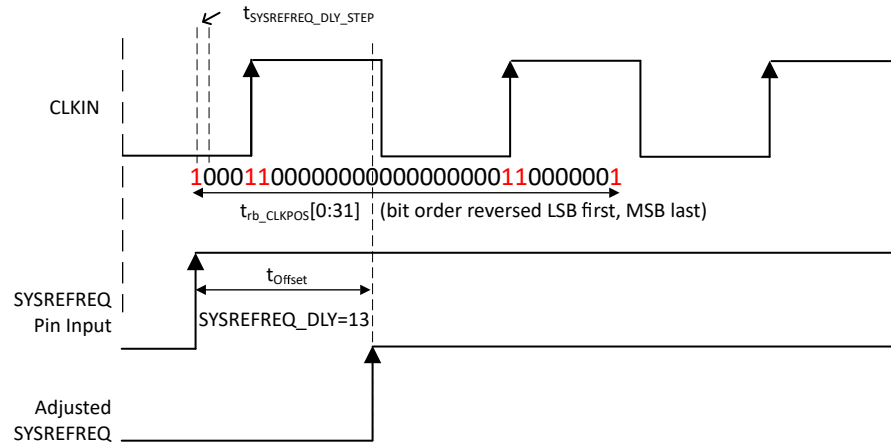 tSYSREFREQ_DLY_STEP
CLKIN
10001100000000000000000110000001
trb_CLKPOS[0:31] (bit order reversed LSB first, MSB last)
tOffset
SYSREFREQ
Pin Input
SYSREFREQ_DLY=13
Adjusted
SYSREFREQ